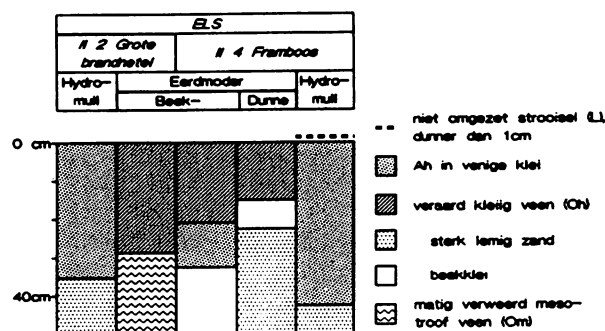 ELS
II 2 Grote
brandnetel
II 4 Framboos
Hydro-
mull
Eerdmoder
Beek-
Dunne
Hydro-
mull
0 cm
40cm
niet omgezet strooisel (L),
dunner dan 1cm
Ah in venige klei
veraard kleiig veen (Oh)
sterk lemig zand
beekklei
matig verweerd meso-
troof veen (Om)